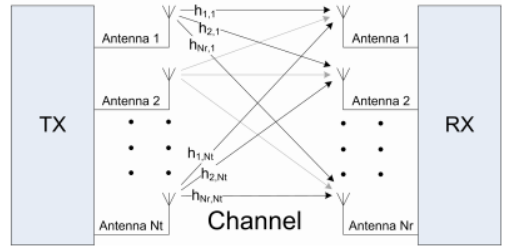 h1,1
h2,1
hNr,1
Antenna 1
Antenna 1
Antenna 2
Antenna 2
TX
RX
h1,Nt
h2,Nt
hNr,Nt
Antenna Nt
Channel
Antenna Nr